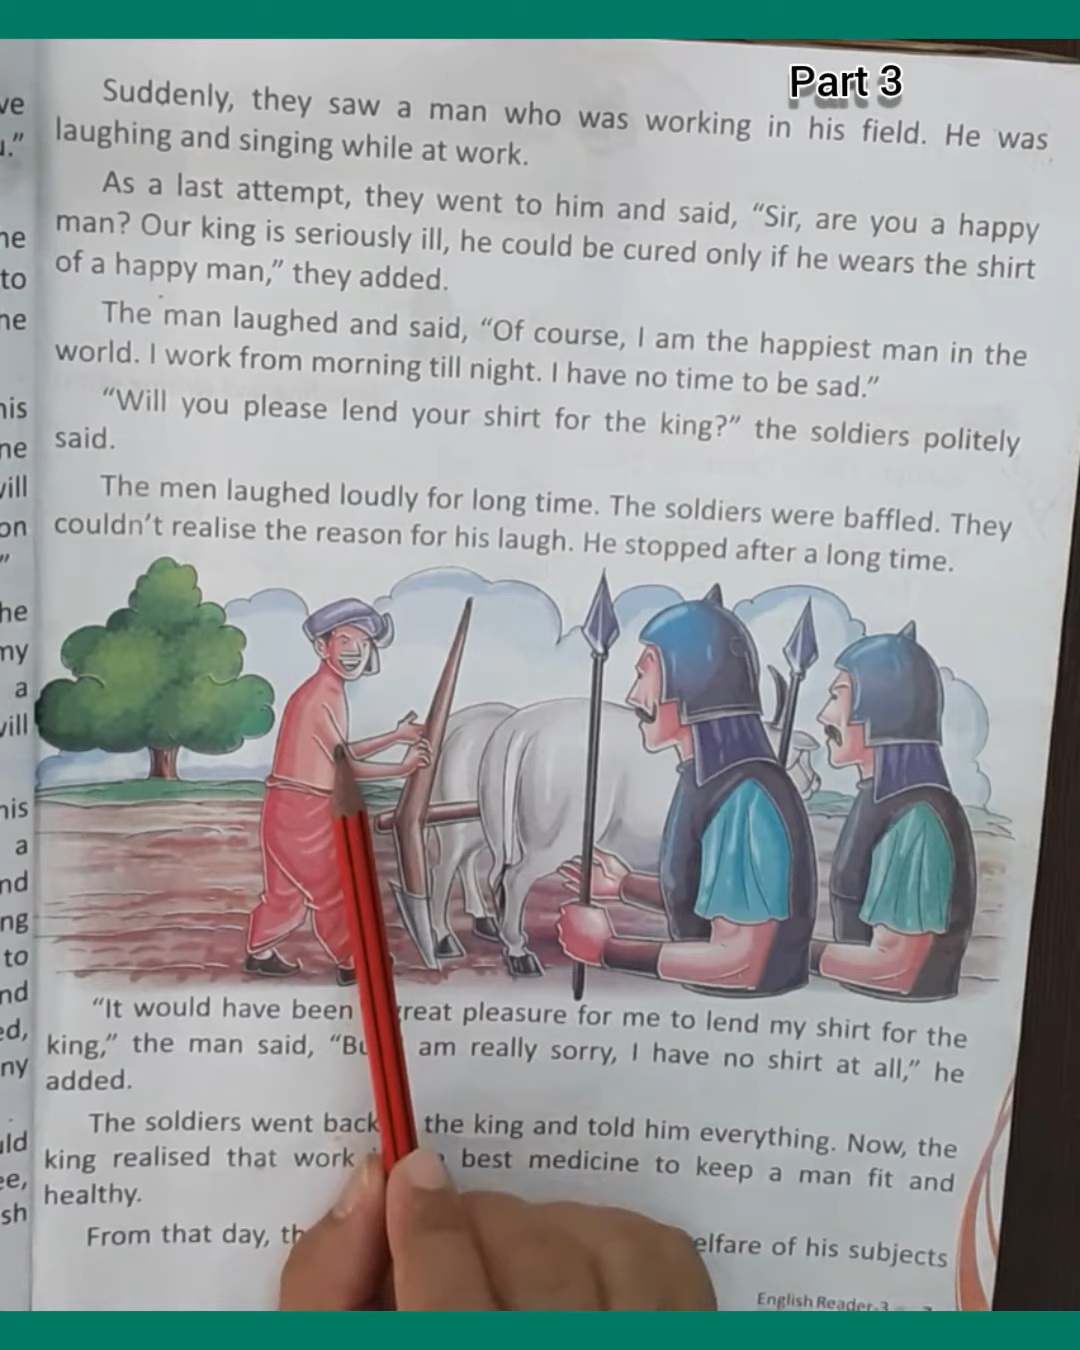 Part 3
Suddenly, they saw a man who was working in his field. He was
laughing and singing while at work.
As a last attempt, they went to him and said, “Sir, are you a happy
man? Our king is seriously ill, he could be cured only if he wears the shirt
of a happy man,” they added.
The man laughed and said, “Of course, I am the happiest man in the
world. I work from morning till night. I have no time to be sad.”
“Will you please lend your shirt for the king?” the soldiers politely
said.
The men laughed loudly for long time. The soldiers were baffled. They
couldn’t realise the reason for his laugh. He stopped after a long time.
“It would have been great pleasure for me to lend my shirt for the
king,” the man said, “But am really sorry, I have no shirt at all,” he
added.
The soldiers went back the king and told him everything. Now, the
king realised that work best medicine to keep a man fit and
healthy.
From that day, of his subjects
English Reader-3